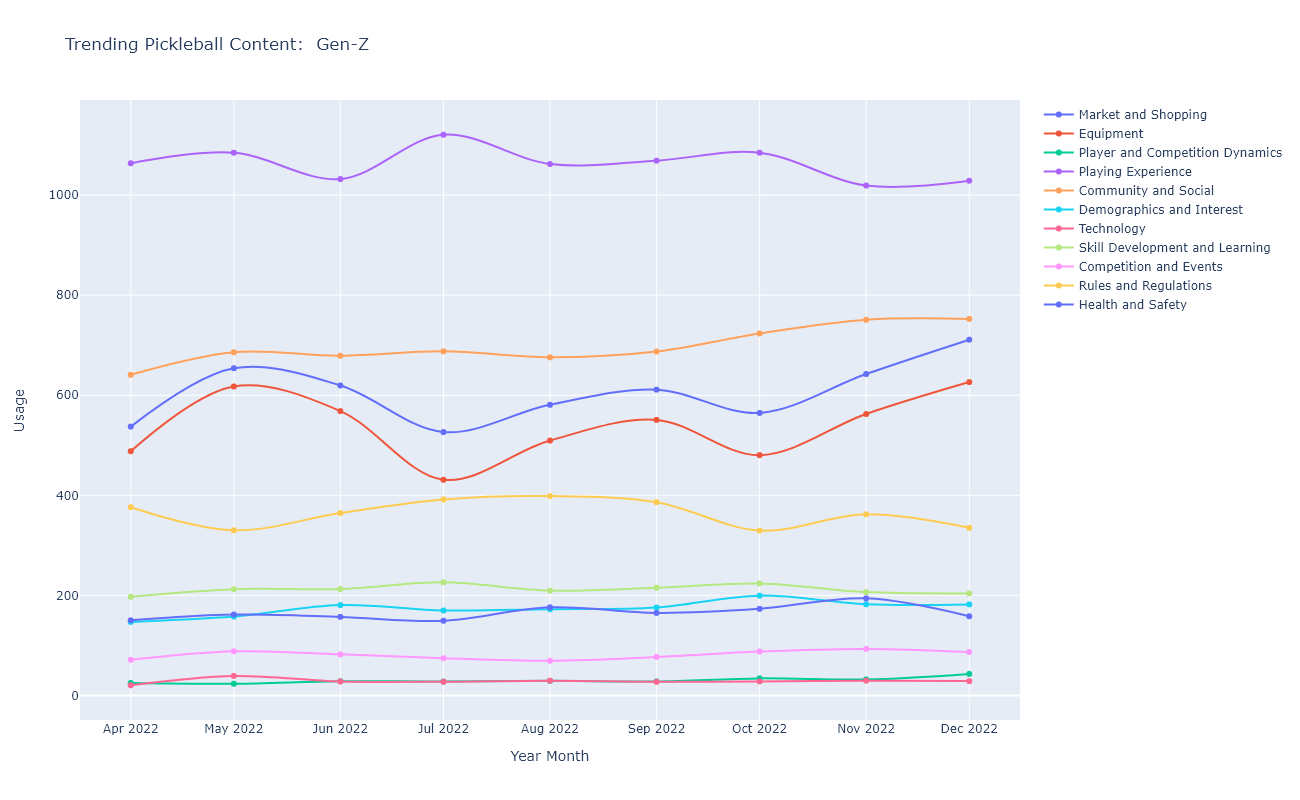 Trending Pickleball Content:  Gen-Z
Market and Shopping
Equipment
Player and Competition Dynamics
Playing Experience
Community and Social
Demographics and Interest
Technology
Skill Development and Learning
Competition and Events
Rules and Regulations
Health and Safety
1000
800
600
400
200
0
Usage
Apr 2022 May 2022 Jun 2022 Jul 2022 Aug 2022 Sep 2022 Oct 2022 Nov 2022 Dec 2022
Year Month